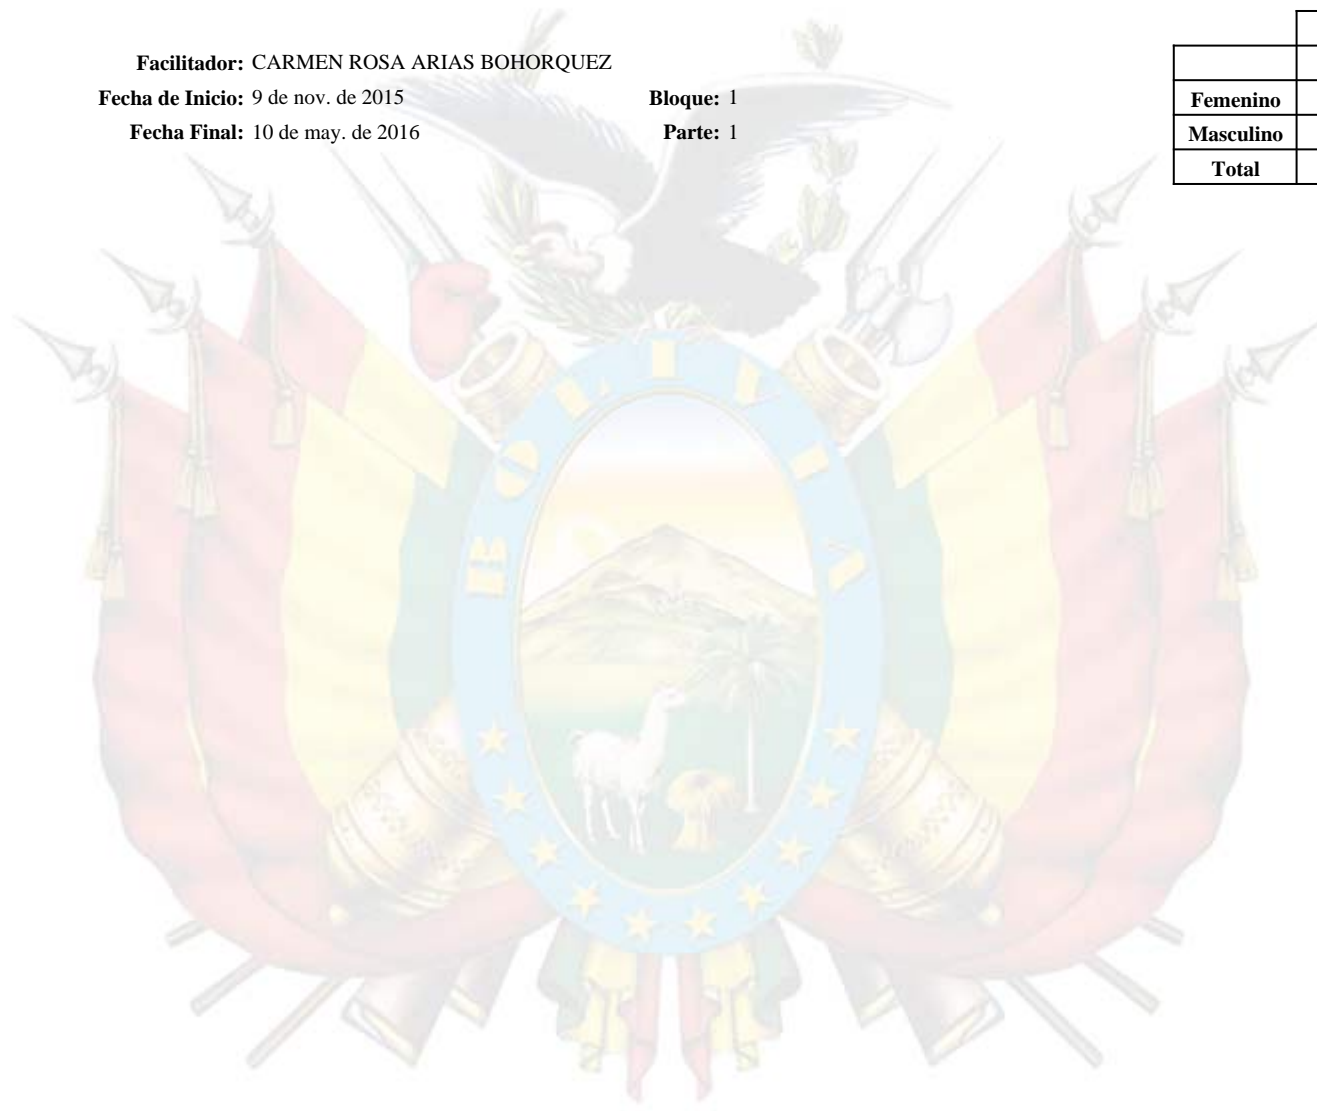 Facilitador: CARMEN ROSA ARIAS BOHORQUEZ
Fecha de Inicio: 9 de nov. de 2015 Bloque: 1
Fecha Final: 10 de may. de 2016 Parte: 1
Femenino
Masculino
Total
BOLIVIA